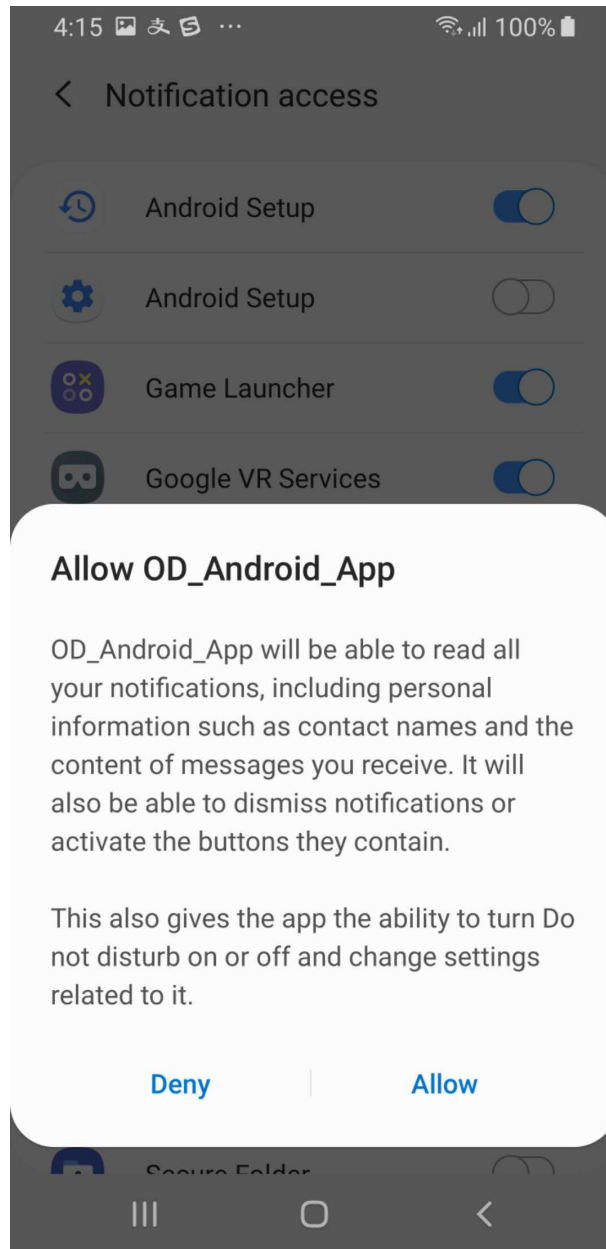 4:15 支 S ... 100%
Notification access
Android Setup
Android Setup
Game Launcher
Google VR Services
Allow OD_Android_App
OD_Android_App will be able to read all
your notifications, including personal
information such as contact names and the
content of messages you receive. It will
also be able to dismiss notifications or
activate the buttons they contain.
This also gives the app the ability to turn Do
not disturb on or off and change settings
related to it.
Deny Allow
Secure Folder